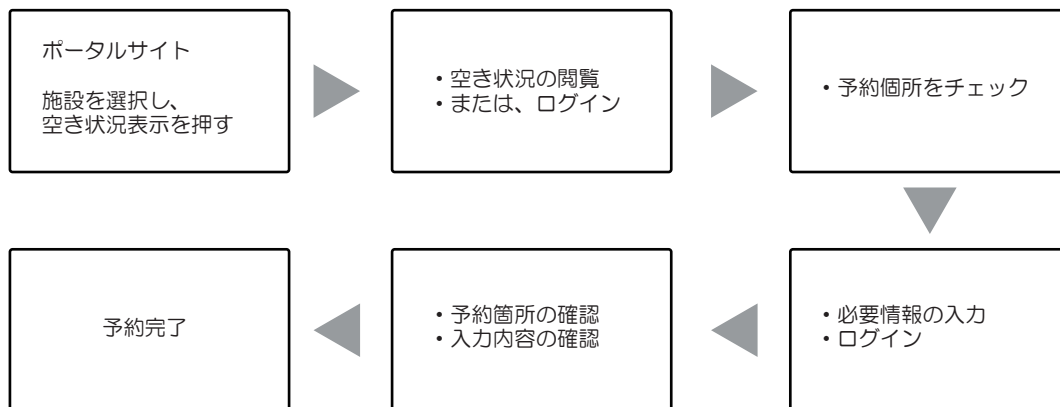 ポータルサイト
施設を選択し、
空き状況表示を押す
・空き状況の閲覧
・または、ログイン
・予約個所をチェック
・必要情報の入力
・ログイン
・予約箇所の確認
・入力内容の確認
予約完了